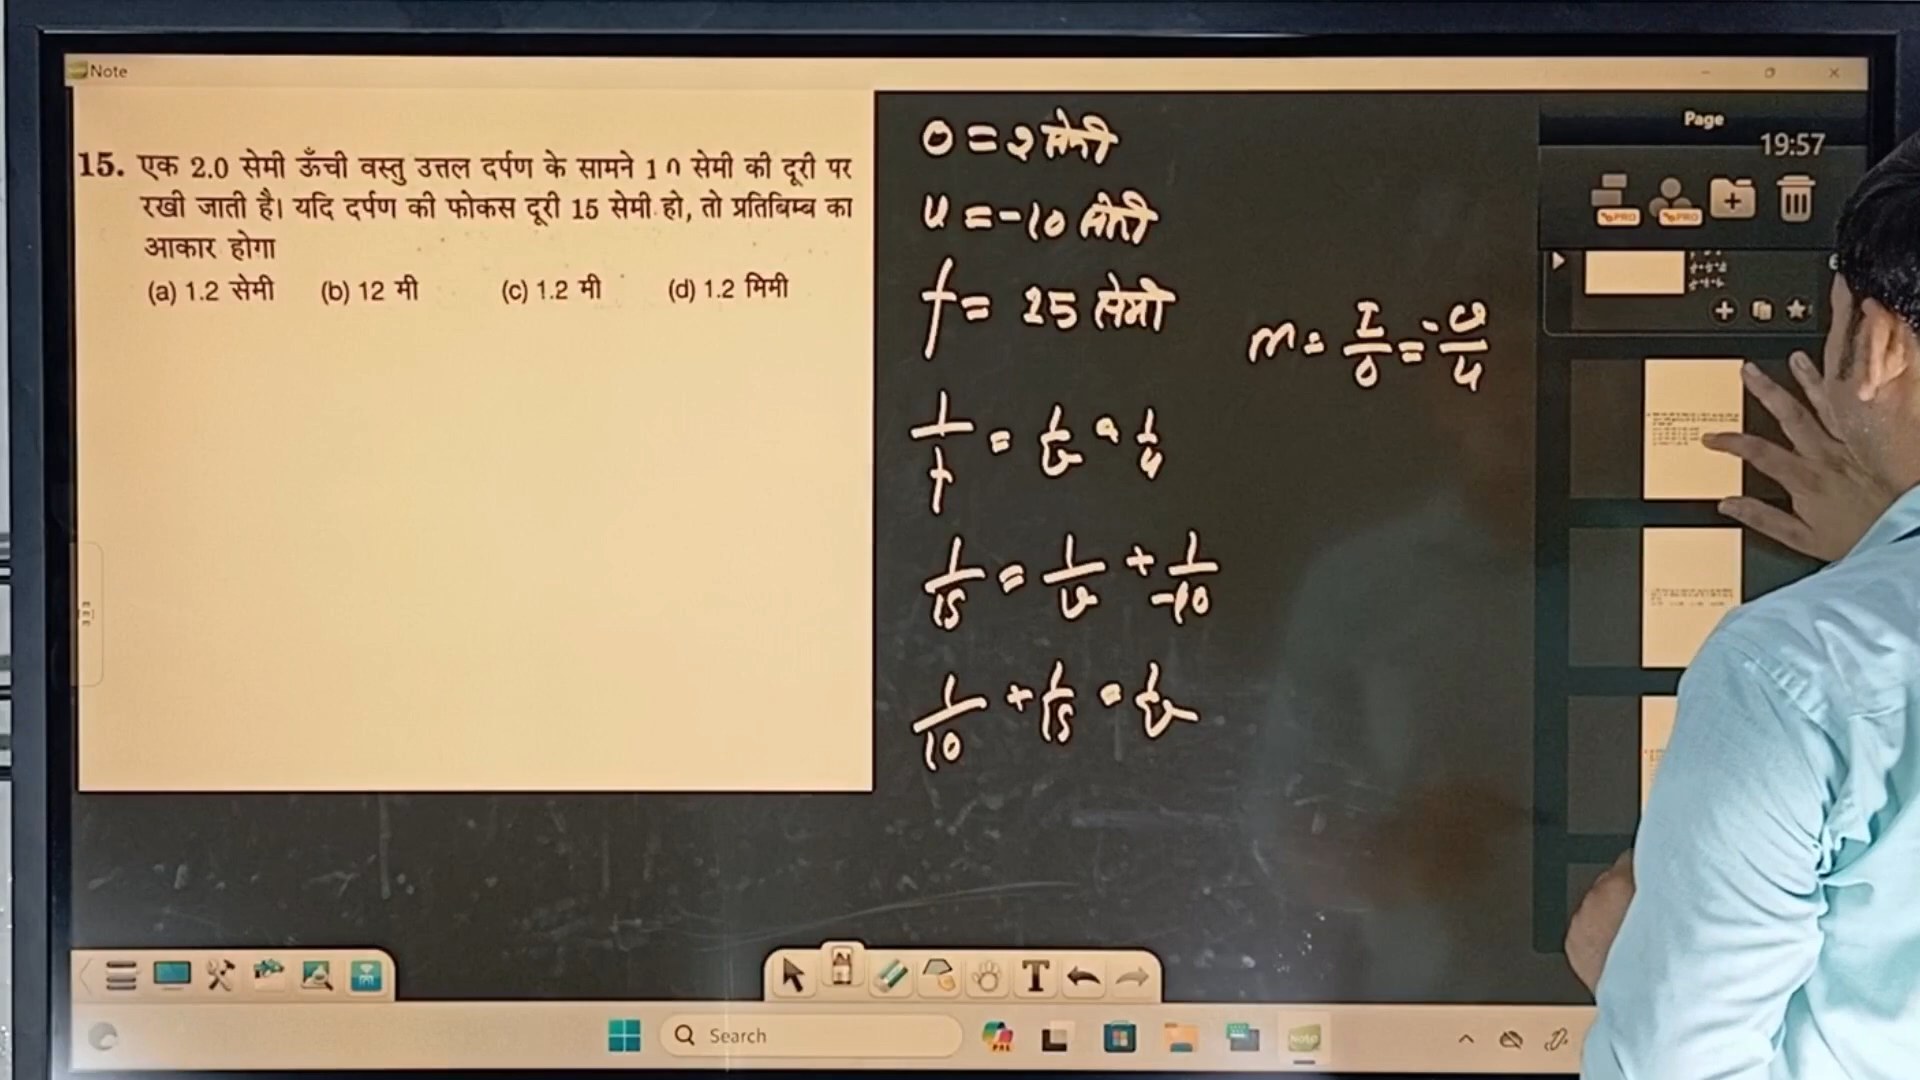 Note
15. एक 2.0 सेमी ऊँची वस्तु उत्तल दर्पण के सामने 10 सेमी की दूरी पर
रखी जाती है। यदि दर्पण की फोकस दूरी 15 सेमी हो, तो प्रतिबिम्ब का
आकार होगा
(a) 1.2 सेमी (b) 12 मी (c) 1.2 मी (d) 1.2 मिमी
O = 2 सेमी
u = -10 सेमी
f = 15 सेमी
m = I/O = -v/u
1/f = 1/v + 1/u
1/15 = 1/v + 1/-10
1/10 + 1/15 = 1/v
Page
19:57
PRO PRO
T
Search